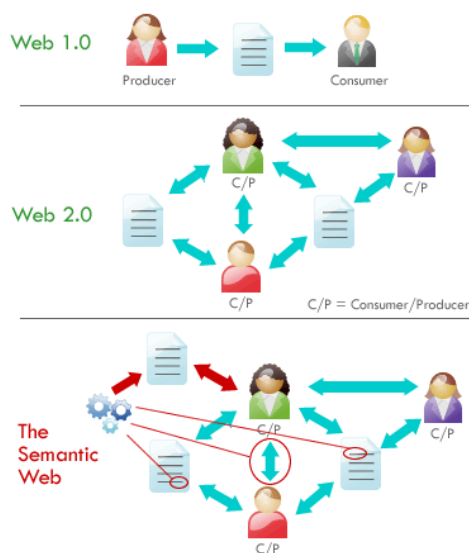 Web 1.0
Producer
Consumer
C/P
C/P
Web 2.0
C/P
C/P = Consumer/Producer
C/P
C/P
The
Semantic
Web
C/P